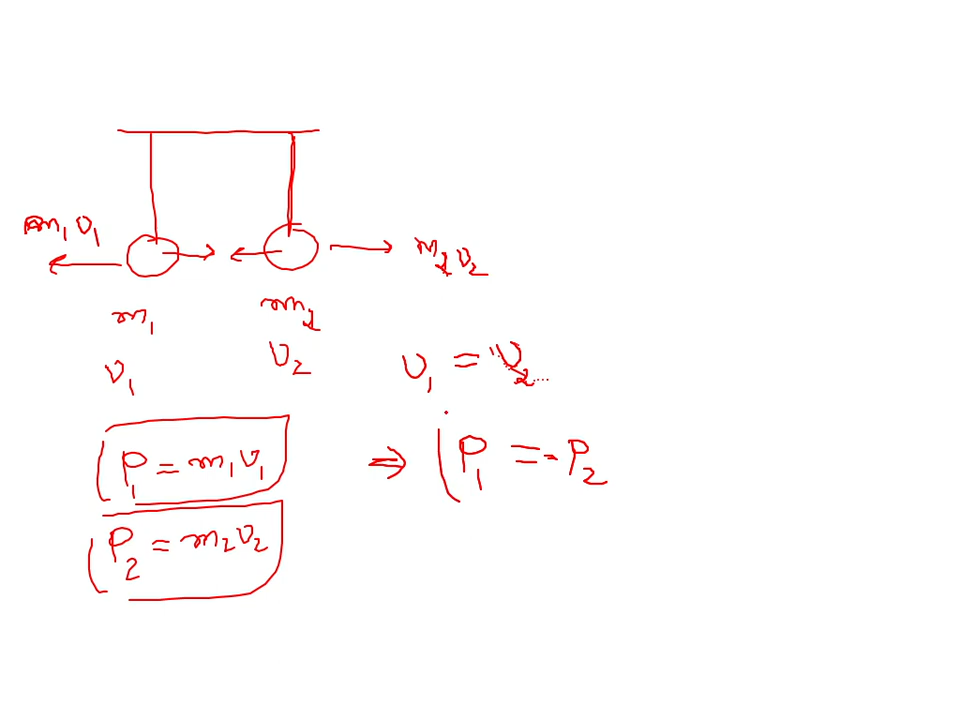 m₁ v₁
m₂ v₂
m₁
m₂
v₁
v₂
v₁ = v₂
P₁ = m₁v₁
⇒ P₁ = -P₂
P₂ = m₂v₂